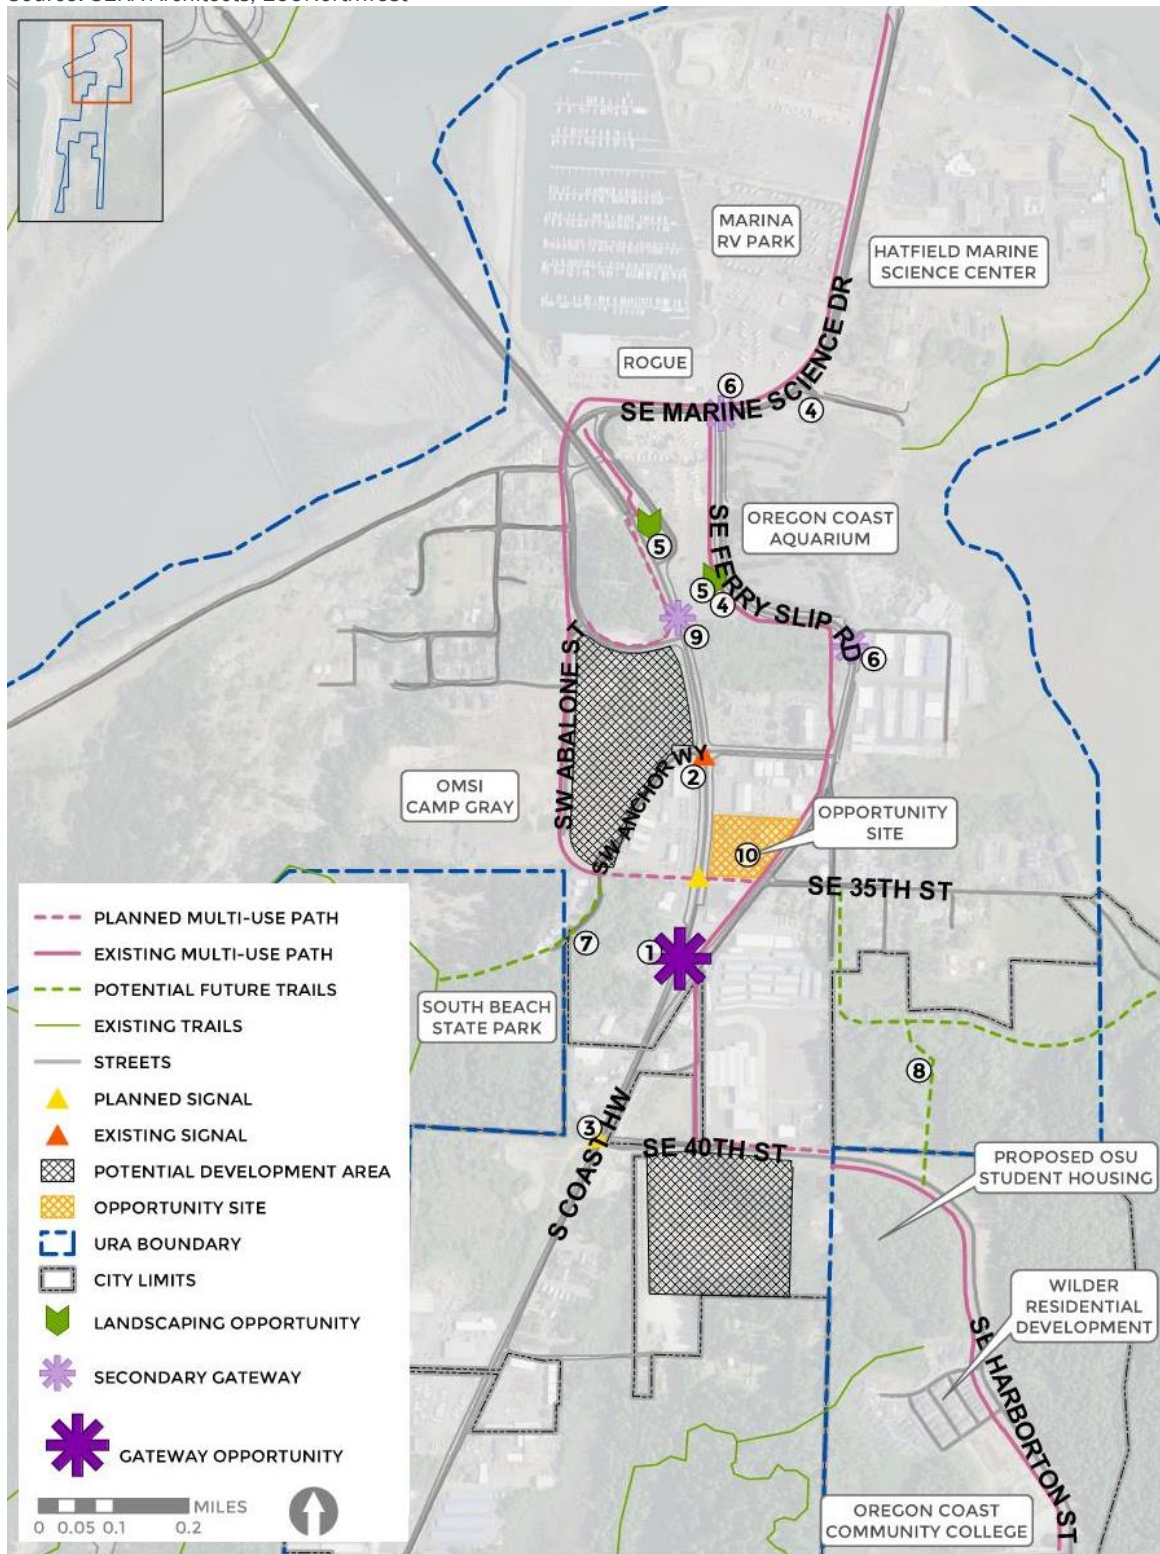 MARINA
RV PARK
HATFIELD MARINE
SCIENCE CENTER
ROGUE
6
SE MARINE SCIENCE DR
4
5
SE FERRY SLIP RD
OREGON COAST
AQUARIUM
5
4
9
6
SW ABALONE ST
SW ANCHOR WY
2
OMSI
CAMP GRAY
OPPORTUNITY
SITE
10
SE 35TH ST
7
1
SOUTH BEACH
STATE PARK
8
3
S COAST HW
SE 40TH ST
PROPOSED OSU
STUDENT HOUSING
WILDER
RESIDENTIAL
DEVELOPMENT
SE HARBORTON ST
OREGON COAST
COMMUNITY COLLEGE
PLANNED MULTI-USE PATH
EXISTING MULTI-USE PATH
POTENTIAL FUTURE TRAILS
EXISTING TRAILS
STREETS
PLANNED SIGNAL
EXISTING SIGNAL
POTENTIAL DEVELOPMENT AREA
OPPORTUNITY SITE
URA BOUNDARY
CITY LIMITS
LANDSCAPING OPPORTUNITY
SECONDARY GATEWAY
GATEWAY OPPORTUNITY
MILES
0 0.05 0.1 0.2